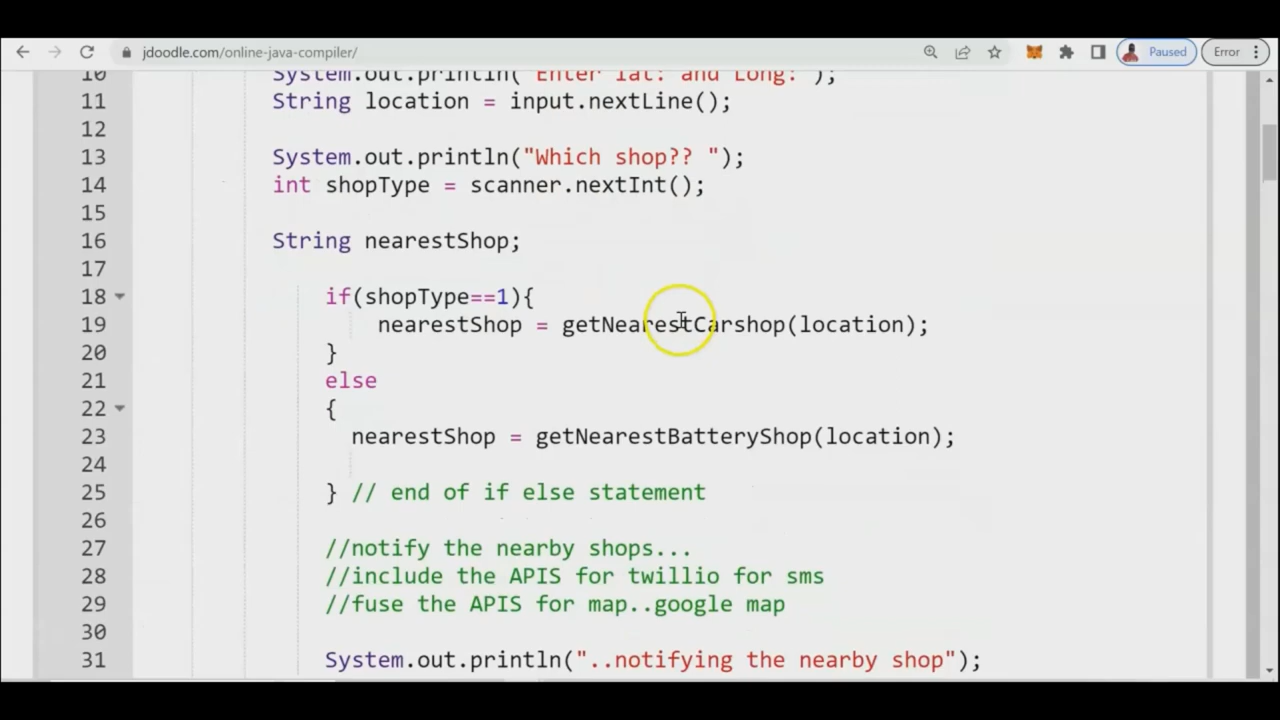 jdoodle.com/online-java-compiler/
Paused
Error
10 System.out.println("Enter lat: and Long: ");
11 String location = input.nextLine();
12
13 System.out.println("Which shop?? ");
14 int shopType = scanner.nextInt();
15
16 String nearestShop;
17
18 if(shopType==1){
19 nearestShop = getNearestCarshop(location);
20 }
21 else
22 {
23 nearestShop = getNearestBatteryShop(location);
24
25 } // end of if else statement
26
27 //notify the nearby shops...
28 //include the APIS for twillio for sms
29 //fuse the APIS for map..google map
30
31 System.out.println("..notifying the nearby shop");